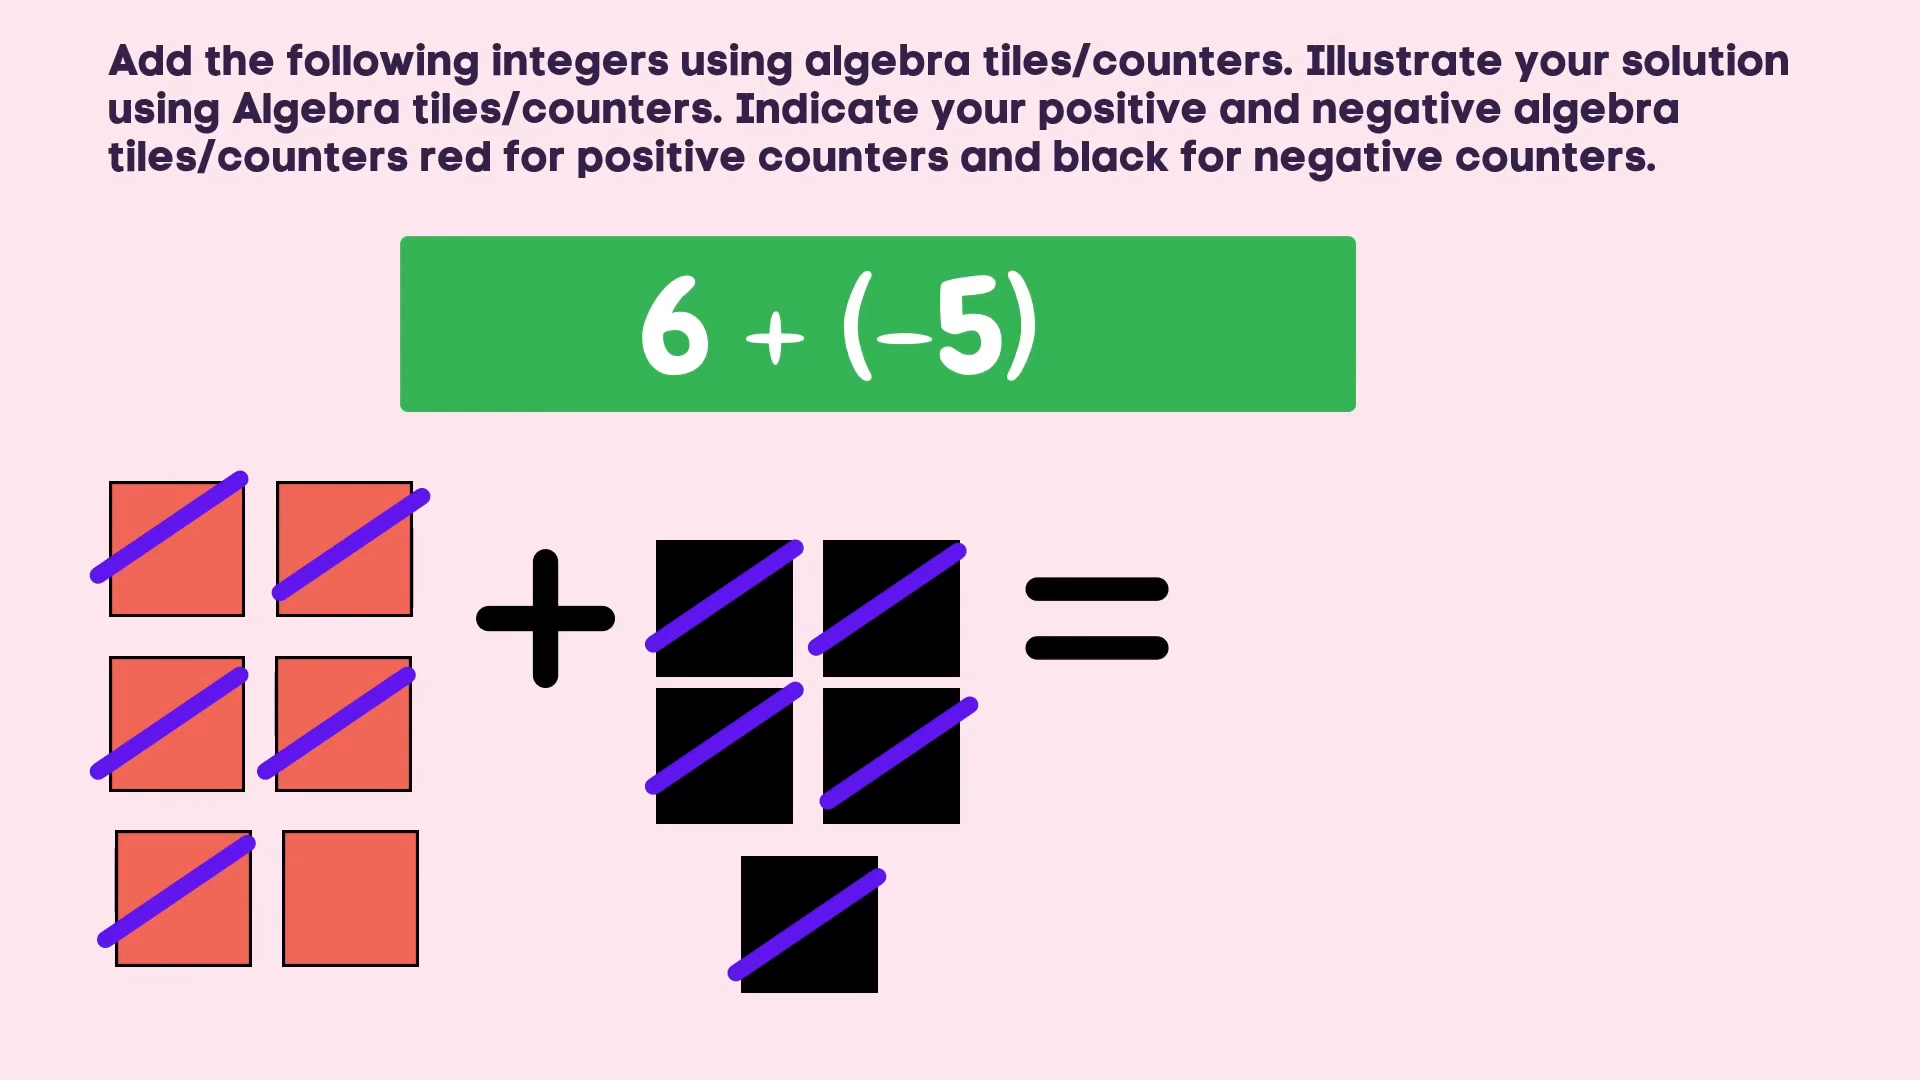 Add the following integers using algebra tiles/counters. Illustrate your solution
using Algebra tiles/counters. Indicate your positive and negative algebra
tiles/counters red for positive counters and black for negative counters.
6 + (-5)
+ =